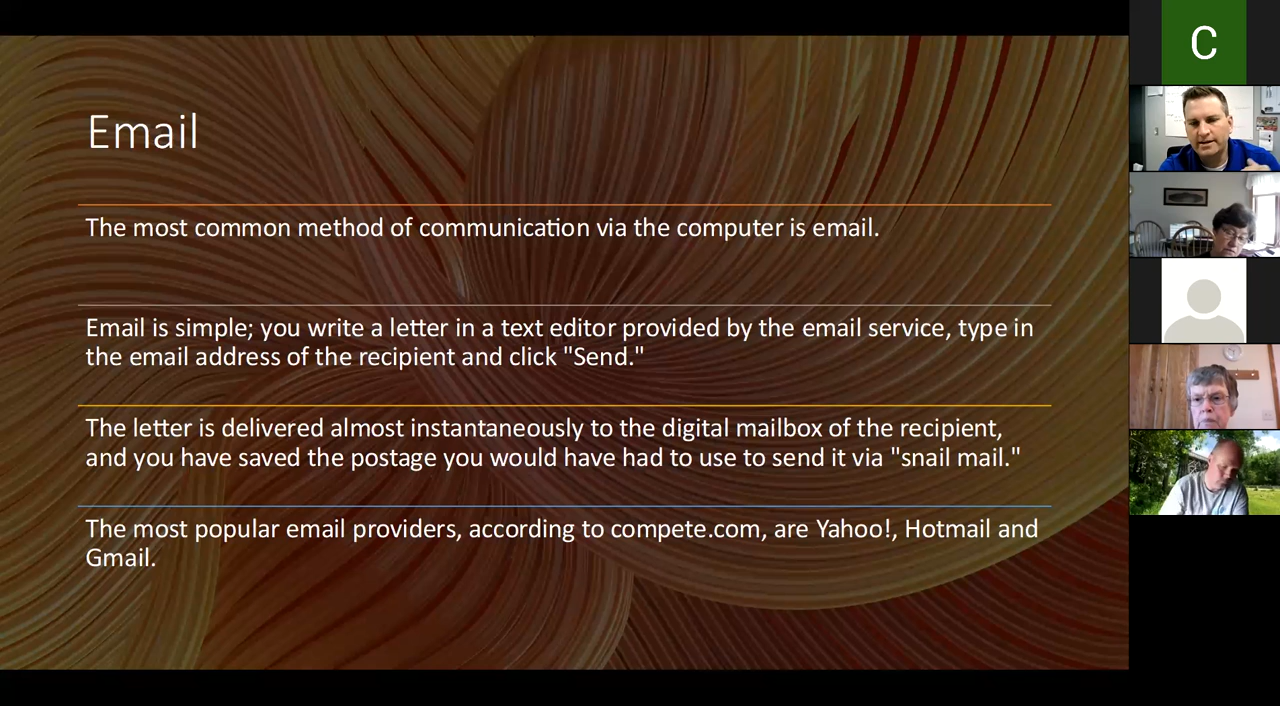 Email
The most common method of communication via the computer is email.
Email is simple; you write a letter in a text editor provided by the email service, type in
the email address of the recipient and click "Send."
The letter is delivered almost instantaneously to the digital mailbox of the recipient,
and you have saved the postage you would have had to use to send it via "snail mail."
The most popular email providers, according to compete.com, are Yahoo!, Hotmail and
Gmail.
C